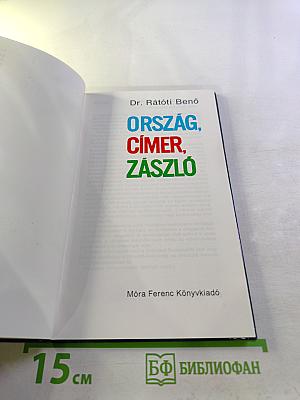 Dr. Rátóti Benő
ORSZÁG,
CÍMER,
ZÁSZLÓ
Móra Ferenc Könyvkiadó
15 см
БФ БИБЛИОФАН